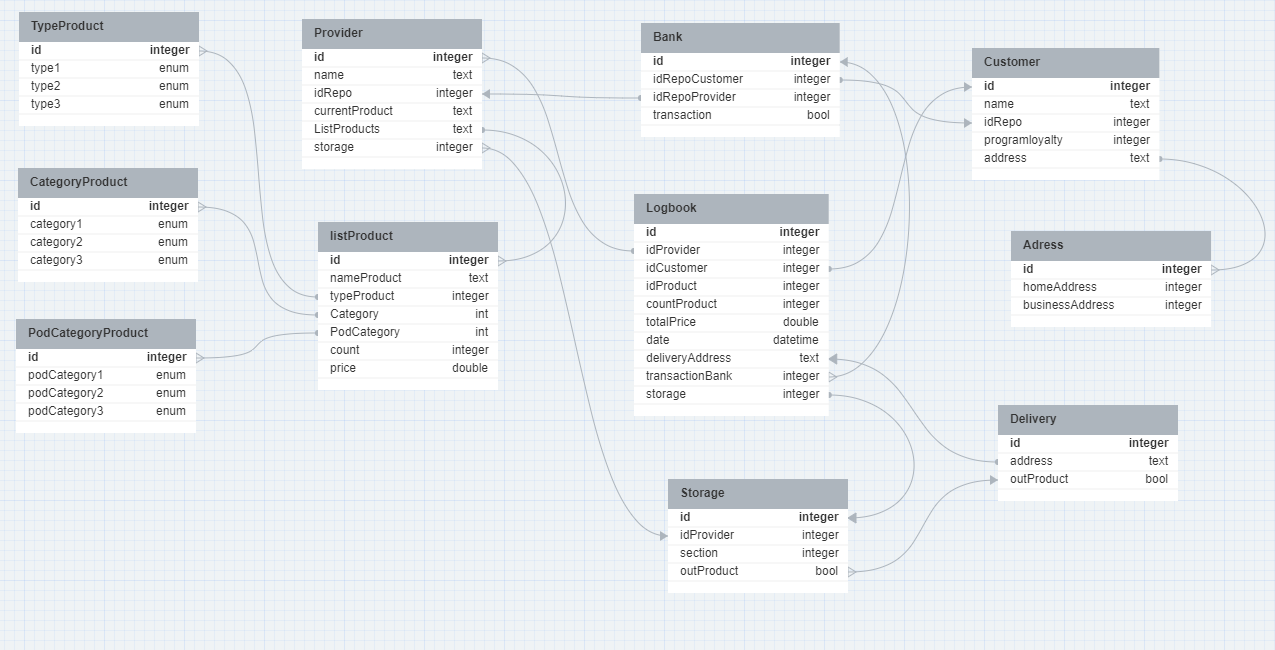 TypeProduct
id integer
type1 enum
type2 enum
type3 enum
CategoryProduct
id integer
category1 enum
category2 enum
category3 enum
PodCategoryProduct
id integer
podCategory1 enum
podCategory2 enum
podCategory3 enum
Provider
id integer
name text
idRepo integer
currentProduct text
ListProducts text
storage integer
listProduct
id integer
nameProduct text
typeProduct integer
Category int
PodCategory int
count integer
price double
Bank
id integer
idRepoCustomer integer
idRepoProvider integer
transaction bool
Logbook
id integer
idProvider integer
idCustomer integer
idProduct integer
countProduct integer
totalPrice double
date datetime
deliveryAddress text
transactionBank integer
storage integer
Storage
id integer
idProvider integer
section integer
outProduct bool
Customer
id integer
name text
idRepo integer
programloyalty integer
address text
Adress
id integer
homeAddress integer
businessAddress integer
Delivery
id integer
address text
outProduct bool